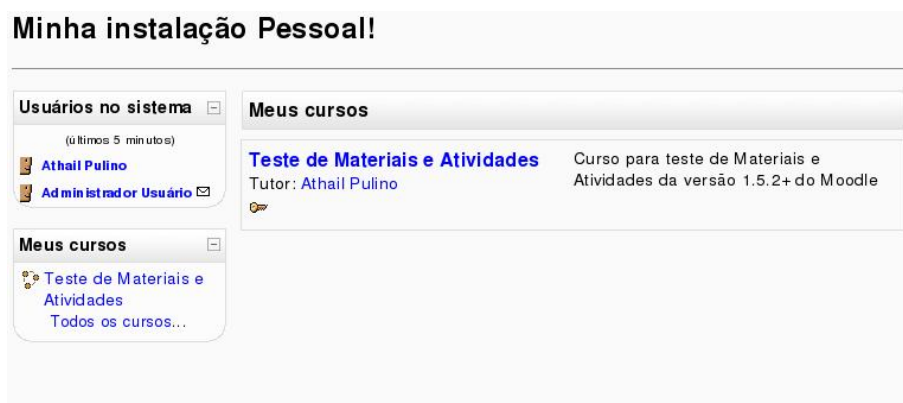 Minha instalação Pessoal!
Usuários no sistema
(últimos 5 minutos)
Athail Pulino
Administrador Usuário
Meus cursos
Teste de Materiais e
Atividades
Todos os cursos...
Meus cursos
Teste de Materiais e Atividades
Tutor: Athail Pulino
Curso para teste de Materiais e
Atividades da versão 1.5.2+ do Moodle